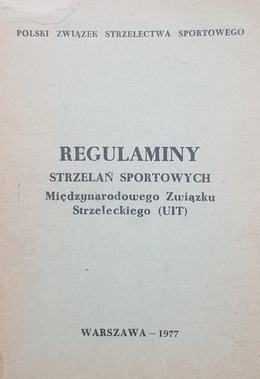 POLSKI ZWIĄZEK STRZELECTWA SPORTOWEGO
REGULAMINY
STRZELAŃ SPORTOWYCH
Międzynarodowego Związku
Strzeleckiego (UIT)
WARSZAWA – 1977